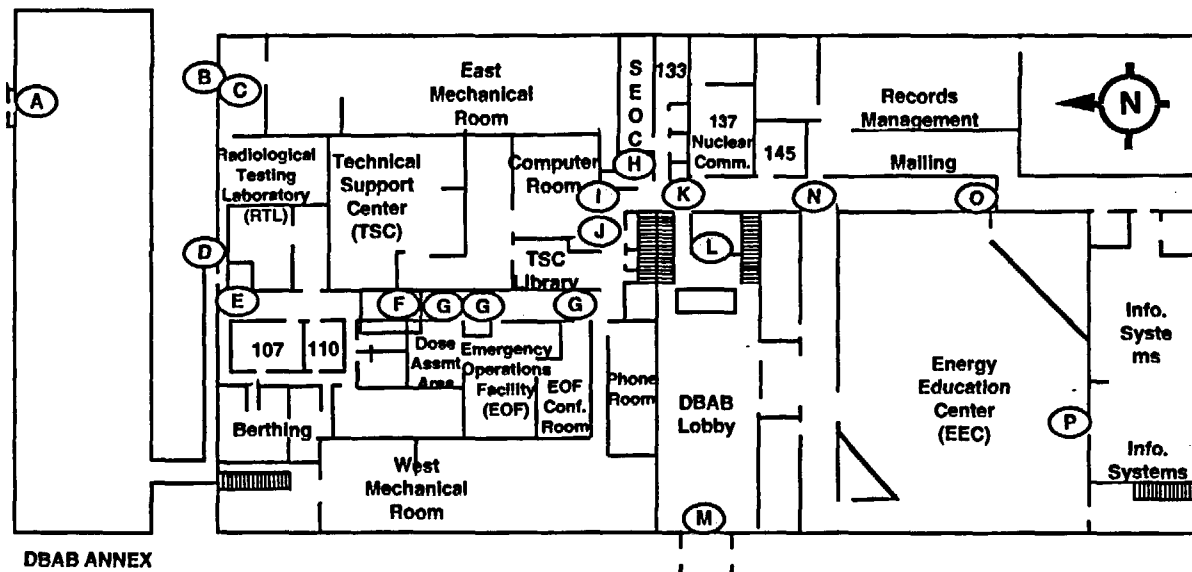 A
B
C
East
Mechanical
Room
S
E
O
C
133
137
Nuclear
Comm.
145
Records
Management
Mailing
N
Radiological
Testing
Laboratory
(RTL)
Technical
Support
Center
(TSC)
Computer
Room
H
I
J
K
L
N
O
D
E
TSC
Library
F
G
G
G
107
110
Dose
Assmt
Area
Emergency
Operations
Facility
(EOF)
EOF
Conf.
Room
Phone
Room
DBAB
Lobby
Energy
Education
Center
(EEC)
P
Info.
Syste
ms
Info.
Systems
Berthing
West
Mechanical
Room
M
DBAB ANNEX